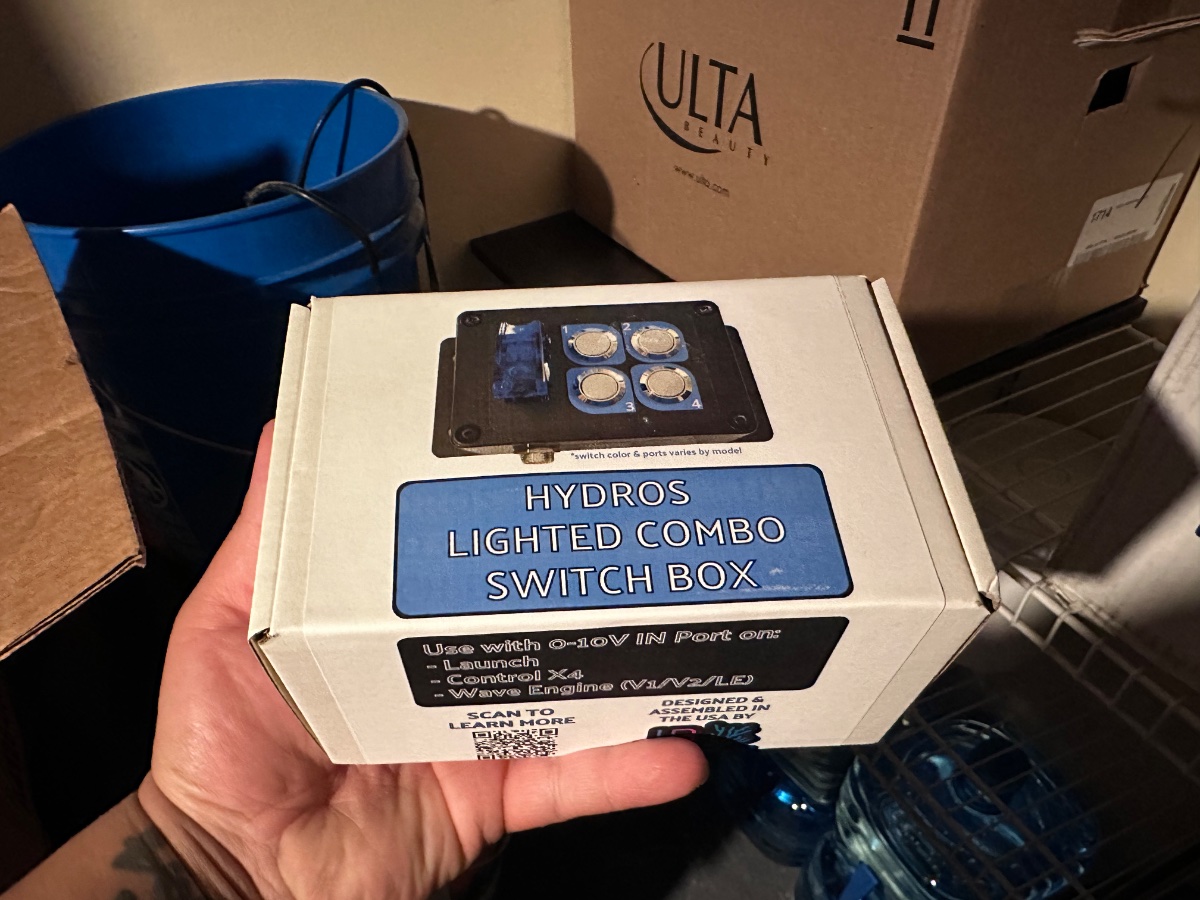 ULTA
BEAUTY
www.ulta.com
1714
1 2
3 4
*switch color & ports varies by model
HYDROS
LIGHTED COMBO
SWITCH BOX
Use with 0-10V IN Port on:
- Launch
- Control X4
- Wave Engine (V1/V2/LE)
SCAN TO
LEARN MORE
DESIGNED &
ASSEMBLED IN
THE USA BY